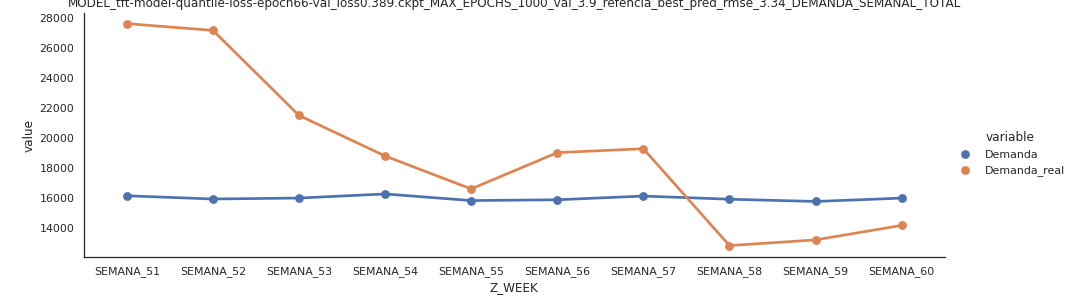 MODEL_tft-model-quantile-loss-epoch66-val_loss0.389.ckpt_MAX_EPOCHS_1000_val_3.9_refencia_best_pred_rmse_3.34_DEMANDA_SEMANAL_TOTAL
28000
26000
24000
22000
20000
18000
16000
14000
value
SEMANA_51 SEMANA_52 SEMANA_53 SEMANA_54 SEMANA_55 SEMANA_56 SEMANA_57 SEMANA_58 SEMANA_59 SEMANA_60
Z_WEEK
variable
Demanda
Demanda_real